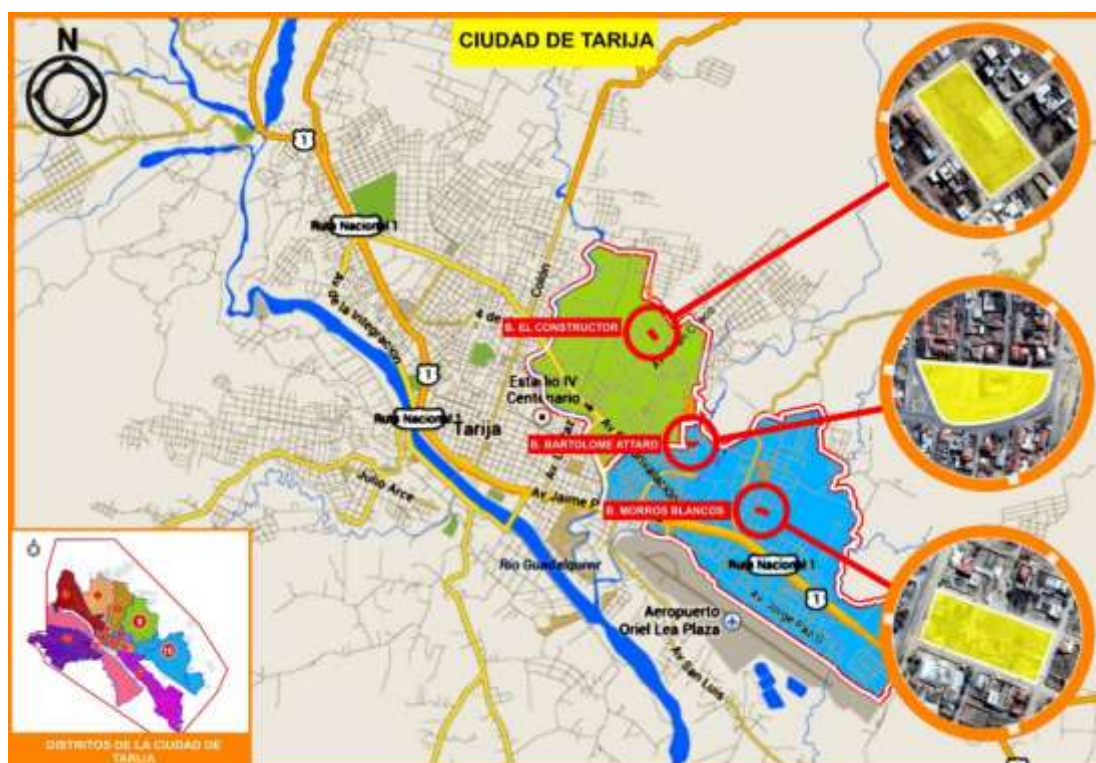 CIUDAD DE TARIJA
N
1
Ruta Nacional 1
Colón
Av de la Integración
4 de
B. EL CONSTRUCTOR
1
Estadio IV
Centenario
Ruta Nacional 1
Tarija
B. BARTOLOME ATTARD
Julio Arce
Av Jaime P
B. MORROS BLANCOS
Río Guadalquivir
Ruta Nacional 1
1
Av. Jorge Paz G
Aeropuerto
Oriel Lea Plaza
Av San Luis
9
10
DISTRITOS DE LA CIUDAD DE
TARIJA